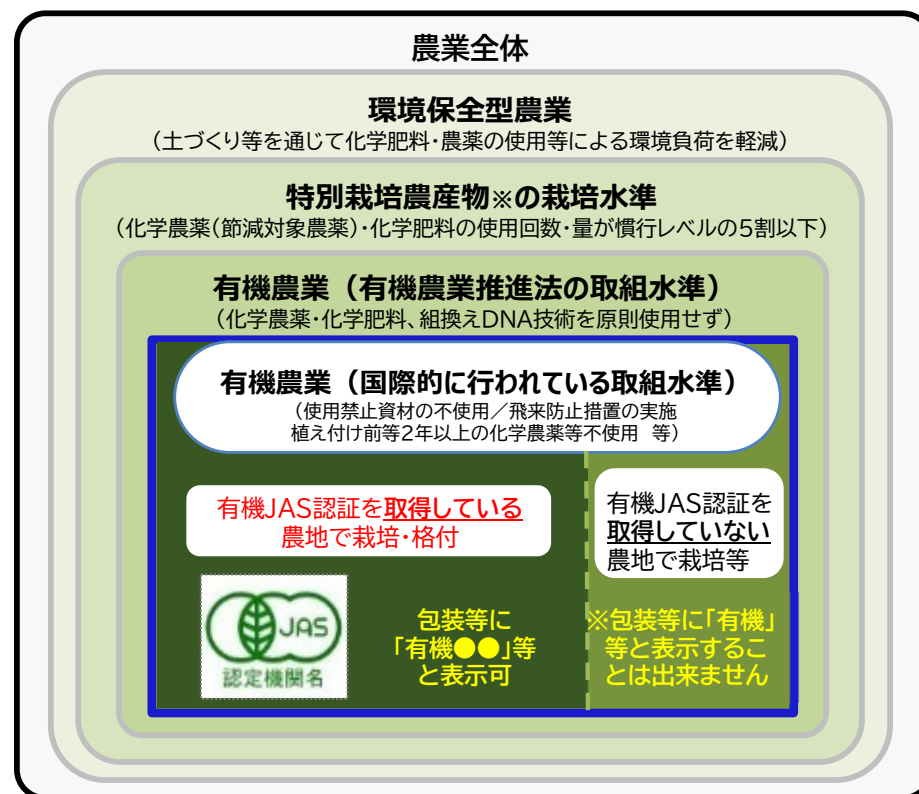 農業全体
環境保全型農業
（土づくり等を通じて化学肥料・農薬の使用等による環境負荷を軽減）
特別栽培農産物※の栽培水準
（化学農薬（節減対象農薬）・化学肥料の使用回数・量が慣行レベルの5割以下）
有機農業（有機農業推進法の取組水準）
（化学農薬・化学肥料、組換えDNA技術を原則使用せず）
有機農業（国際的に行われている取組水準）
（使用禁止資材の不使用／飛来防止措置の実施
植え付け前等2年以上の化学農薬等不使用　等）
有機JAS認証を取得している
農地で栽培・格付
有機JAS認証を
取得していない
農地で栽培等
JAS
認定機関名
包装等に
「有機●●」等
と表示可
※包装等に「有機」
等と表示するこ
とは出来ません